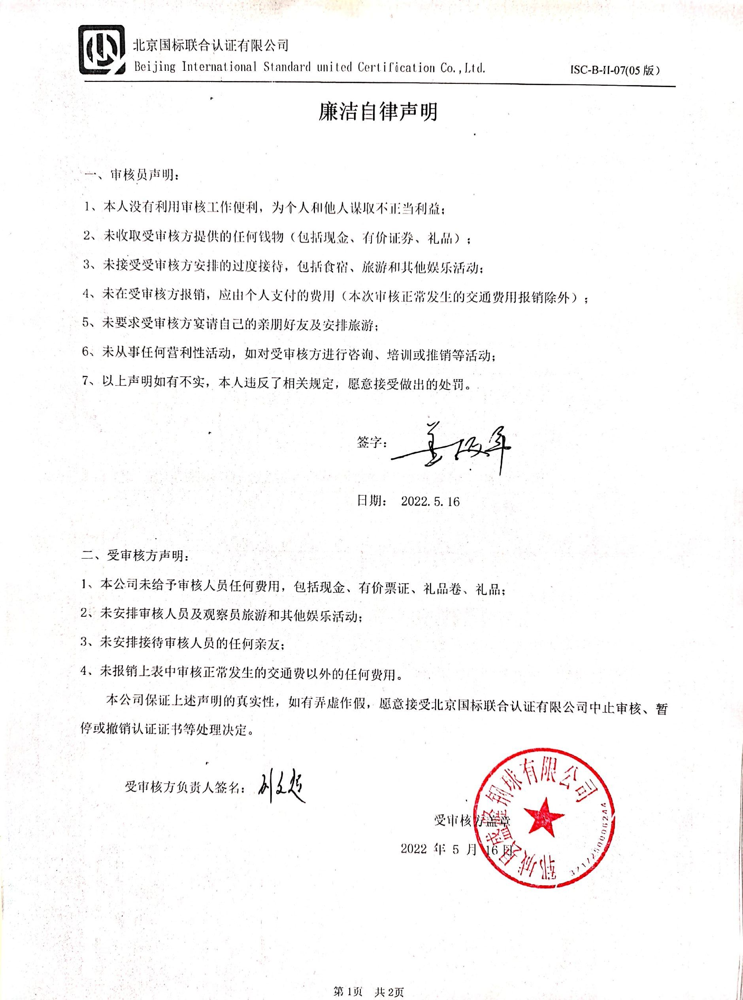 北京国标联合认证有限公司
Beijing International Standard united Certification Co.,Ltd.
ISC-B-II-07(05版)
廉洁自律声明
一、审核员声明：
1、本人没有利用审核工作便利，为个人和他人谋取不正当利益；
2、未收取受审核方提供的任何钱物（包括现金、有价证券、礼品）；
3、未接受受审核方安排的过度接待，包括食宿、旅游和其他娱乐活动；
4、未在受审核方报销，应由个人支付的费用（本次审核正常发生的交通费用报销除外）；
5、未要求受审核方宴请自己的亲朋好友及安排旅游；
6、未从事任何营利性活动，如对受审核方进行咨询、培训或推销等活动；
7、以上声明如有不实，本人违反了相关规定，愿意接受做出的处罚。
签字：
日期： 2022.5.16
二、受审核方声明：
1、本公司未给予审核人员任何费用，包括现金、有价票证、礼品卷、礼品；
2、未安排审核人员及观察员旅游和其他娱乐活动；
3、未安排接待审核人员的任何亲友；
4、未报销上表中审核正常发生的交通费以外的任何费用。
本公司保证上述声明的真实性，如有弄虚作假，愿意接受北京国标联合认证有限公司中止审核、暂
停或撤销认证证书等处理决定。
受审核方负责人签名：
受审核方盖章
2022 年 5 月 16日
钢球有限公司
第1页 共2页